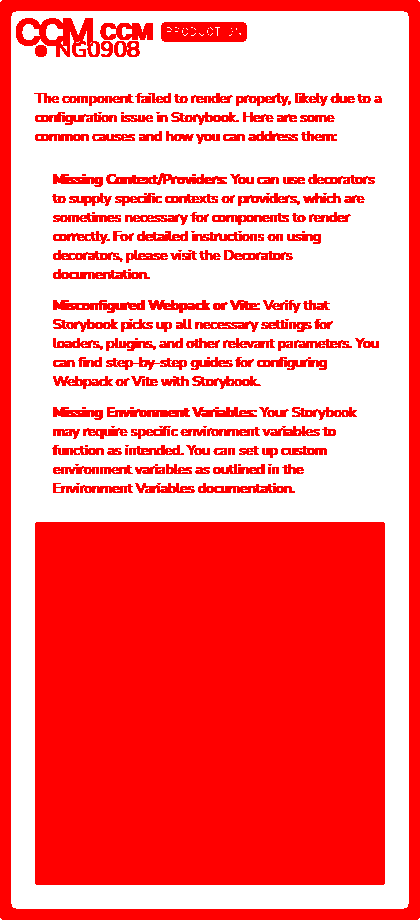 CCM CCM PRODUCTION
NG0908
The component failed to render properly, likely due to a
configuration issue in Storybook. Here are some
common causes and how you can address them:
Missing Context/Providers: You can use decorators
to supply specific contexts or providers, which are
sometimes necessary for components to render
correctly. For detailed instructions on using
decorators, please visit the Decorators
documentation.
Misconfigured Webpack or Vite: Verify that
Storybook picks up all necessary settings for
loaders, plugins, and other relevant parameters. You
can find step-by-step guides for configuring
Webpack or Vite with Storybook.
Missing Environment Variables: Your Storybook
may require specific environment variables to
function as intended. You can set up custom
environment variables as outlined in the
Environment Variables documentation.